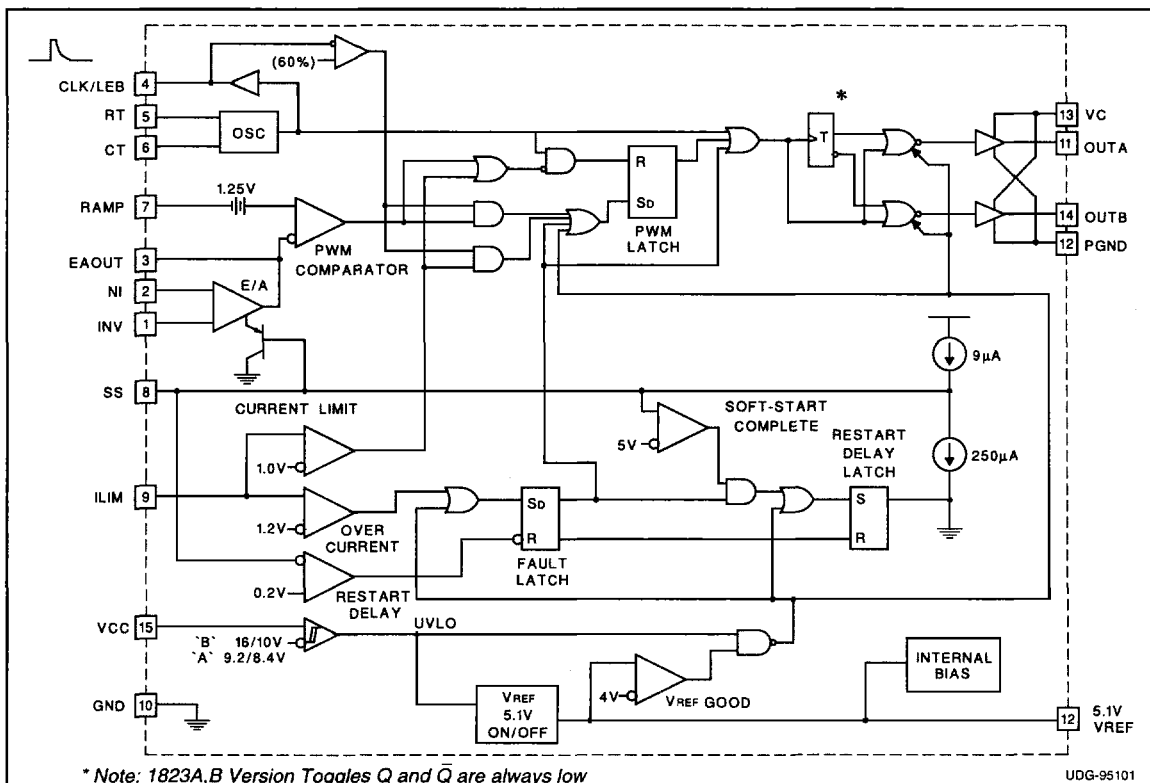 (60%)
CLK/LEB 4
RT 5
CT 6
OSC
*
T
VC 13
OUTA 11
OUTB 14
PGND 12
R
SD
PWM
LATCH
1.25V
RAMP 7
PWM
COMPARATOR
EAOUT 3
E/A
NI 2
INV 1
9µA
SS 8
CURRENT LIMIT
SOFT-START
COMPLETE
5V
RESTART
DELAY
LATCH
250µA
1.0V
ILIM 9
1.2V
OVER
CURRENT
SD
R
FAULT
LATCH
S
R
0.2V
RESTART
DELAY
VCC 15
UVLO
`B' 16/10V
`A' 9.2/8.4V
INTERNAL
BIAS
4V
VREF GOOD
GND 10
VREF
5.1V
ON/OFF
12 5.1V
VREF
* Note: 1823A,B Version Toggles Q and Q̅ are always low
UDG-95101